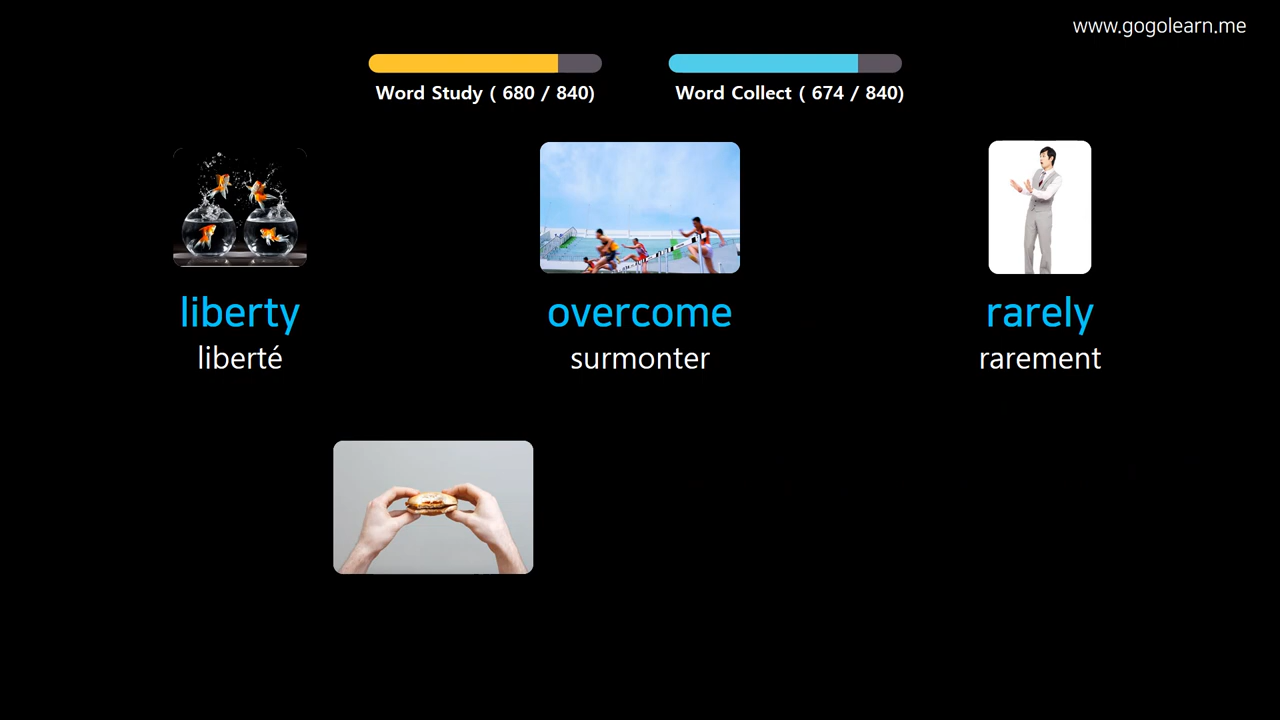 www.gogolearn.me
Word Study ( 680 / 840)
Word Collect ( 674 / 840)
liberty
liberté
overcome
surmonter
rarely
rarement